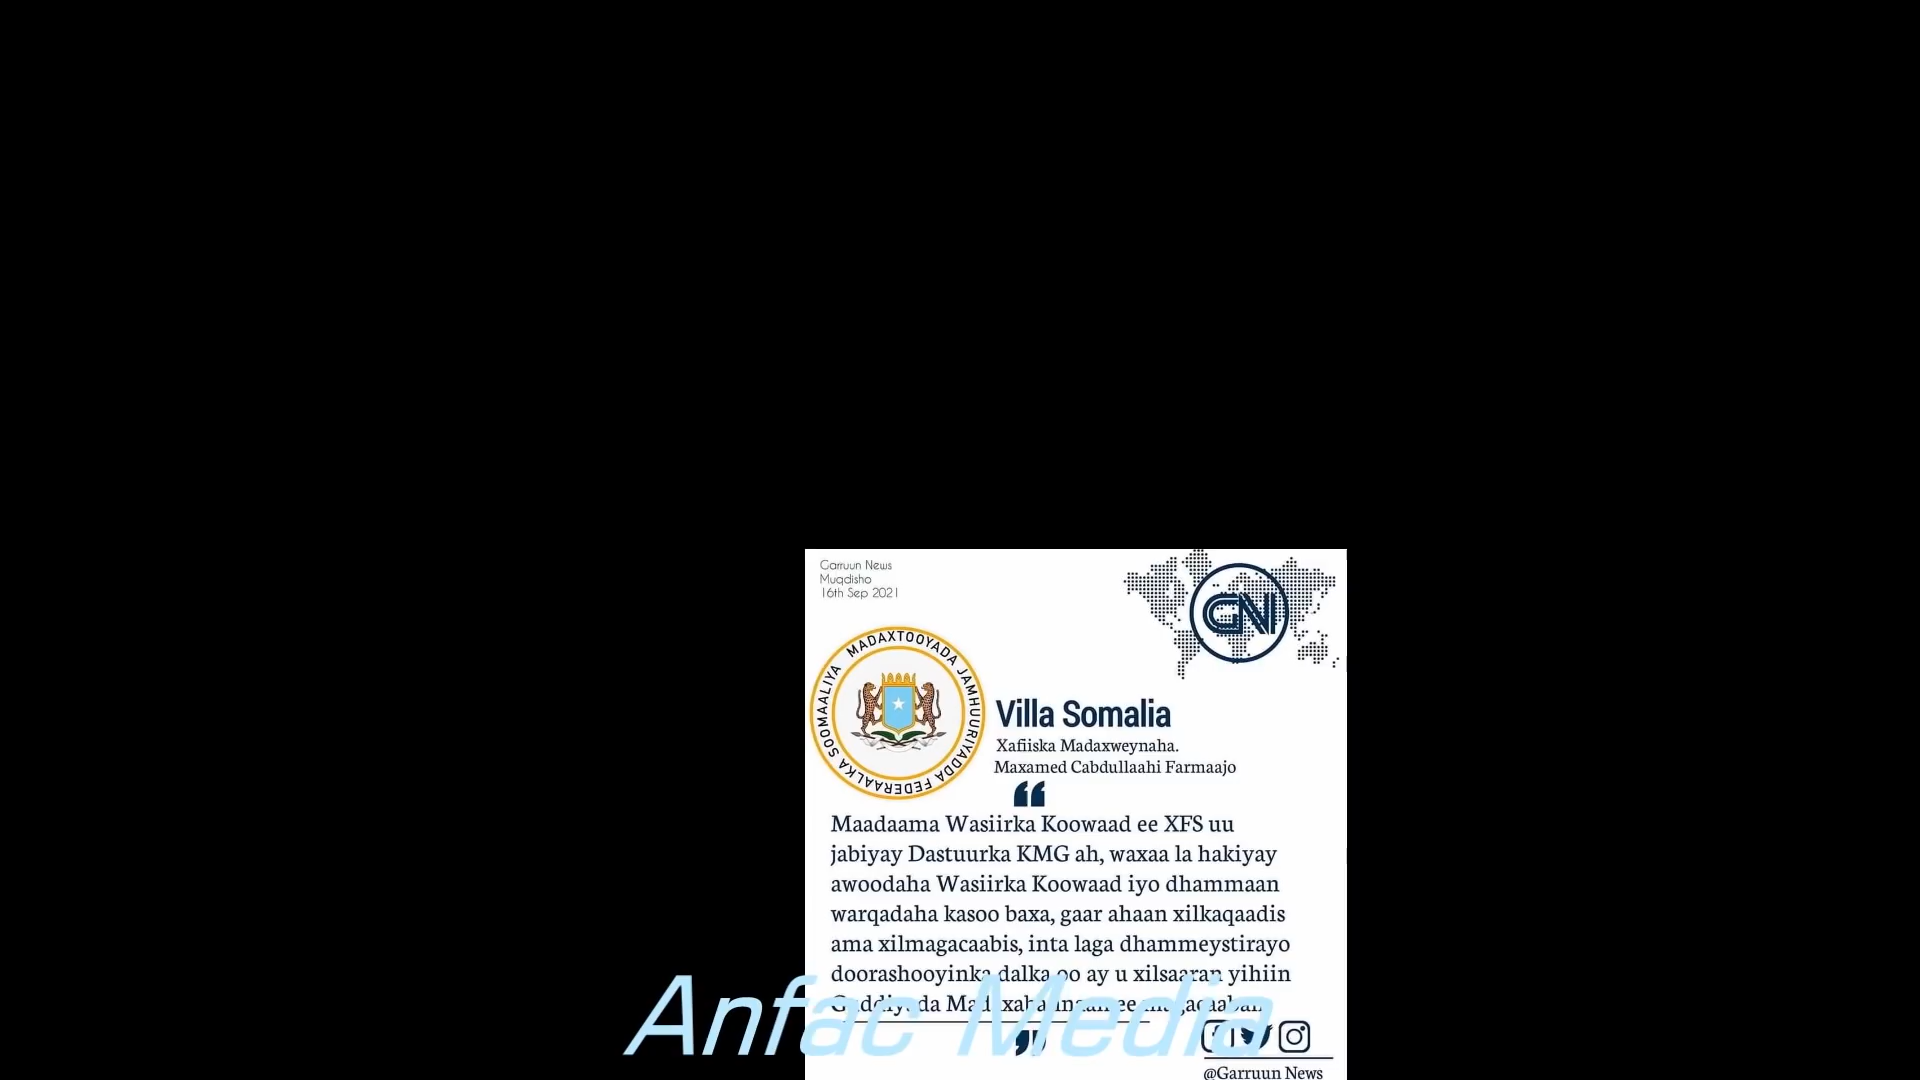 Garruun News
Muqdisho
16th Sep 2021
GN
MADAXTOOYADA JAMHUURIYADDA FEDERAALKA SOOMAALIYA
Villa Somalia
Xafiiska Madaxweynaha.
Maxamed Cabdullaahi Farmaajo
Maadaama Wasiirka Koowaad ee XFS uu
jabiyay Dastuurka KMG ah, waxaa la hakiyay
awoodaha Wasiirka Koowaad iyo dhammaan
warqadaha kasoo baxa, gaar ahaan xilkaqaadis
ama xilmagacaabis, inta laga dhammeystirayo
doorashooyinka dalka oo ay u xilsaaran yihiin
ee
Anfac Media
@Garruun News